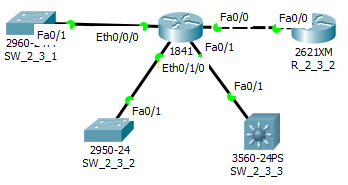 Fa0/1
Eth0/0/0
Fa0/0
Fa0/0
2960-2
SW_2_3_1
1841
Fa0/1
2621XM
R_2_3_2
Eth0/1/0
Fa0/1
Fa0/1
2950-24
SW_2_3_2
3560-24PS
SW_2_3_3